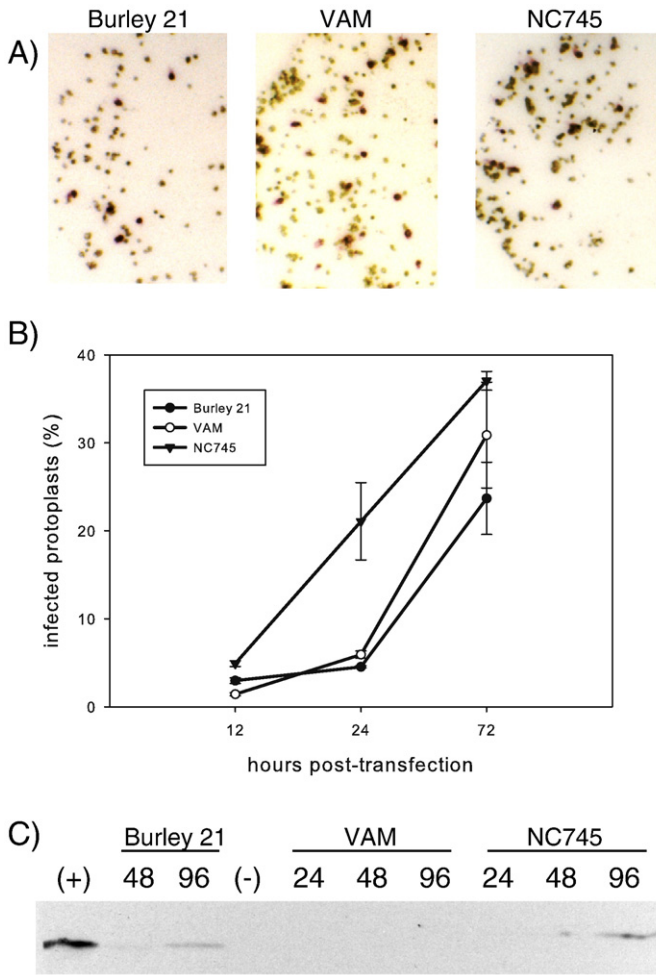 Burley 21 VAM NC745
A)
B)
40
30
20
10
0
infected protoplasts (%)
Burley 21
VAM
NC745
12 24 72
hours post-transfection
C)
Burley 21 VAM NC745
(+) 48 96 (-) 24 48 96 24 48 96